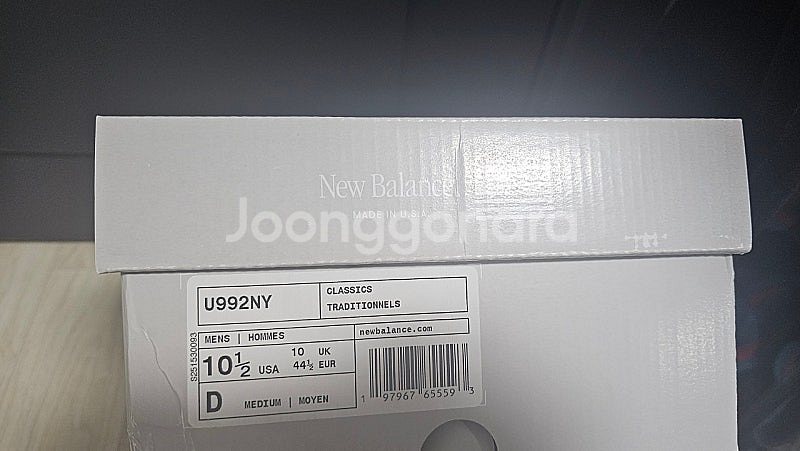 New Balance
MADE IN U.S.A.
Joonggonara
U992NY
CLASSICS
TRADITIONNELS
MENS | HOMMES
newbalance.com
10½ USA
10 UK
44½ EUR
D MEDIUM | MOYEN
S251530093
1 97967 65559 3